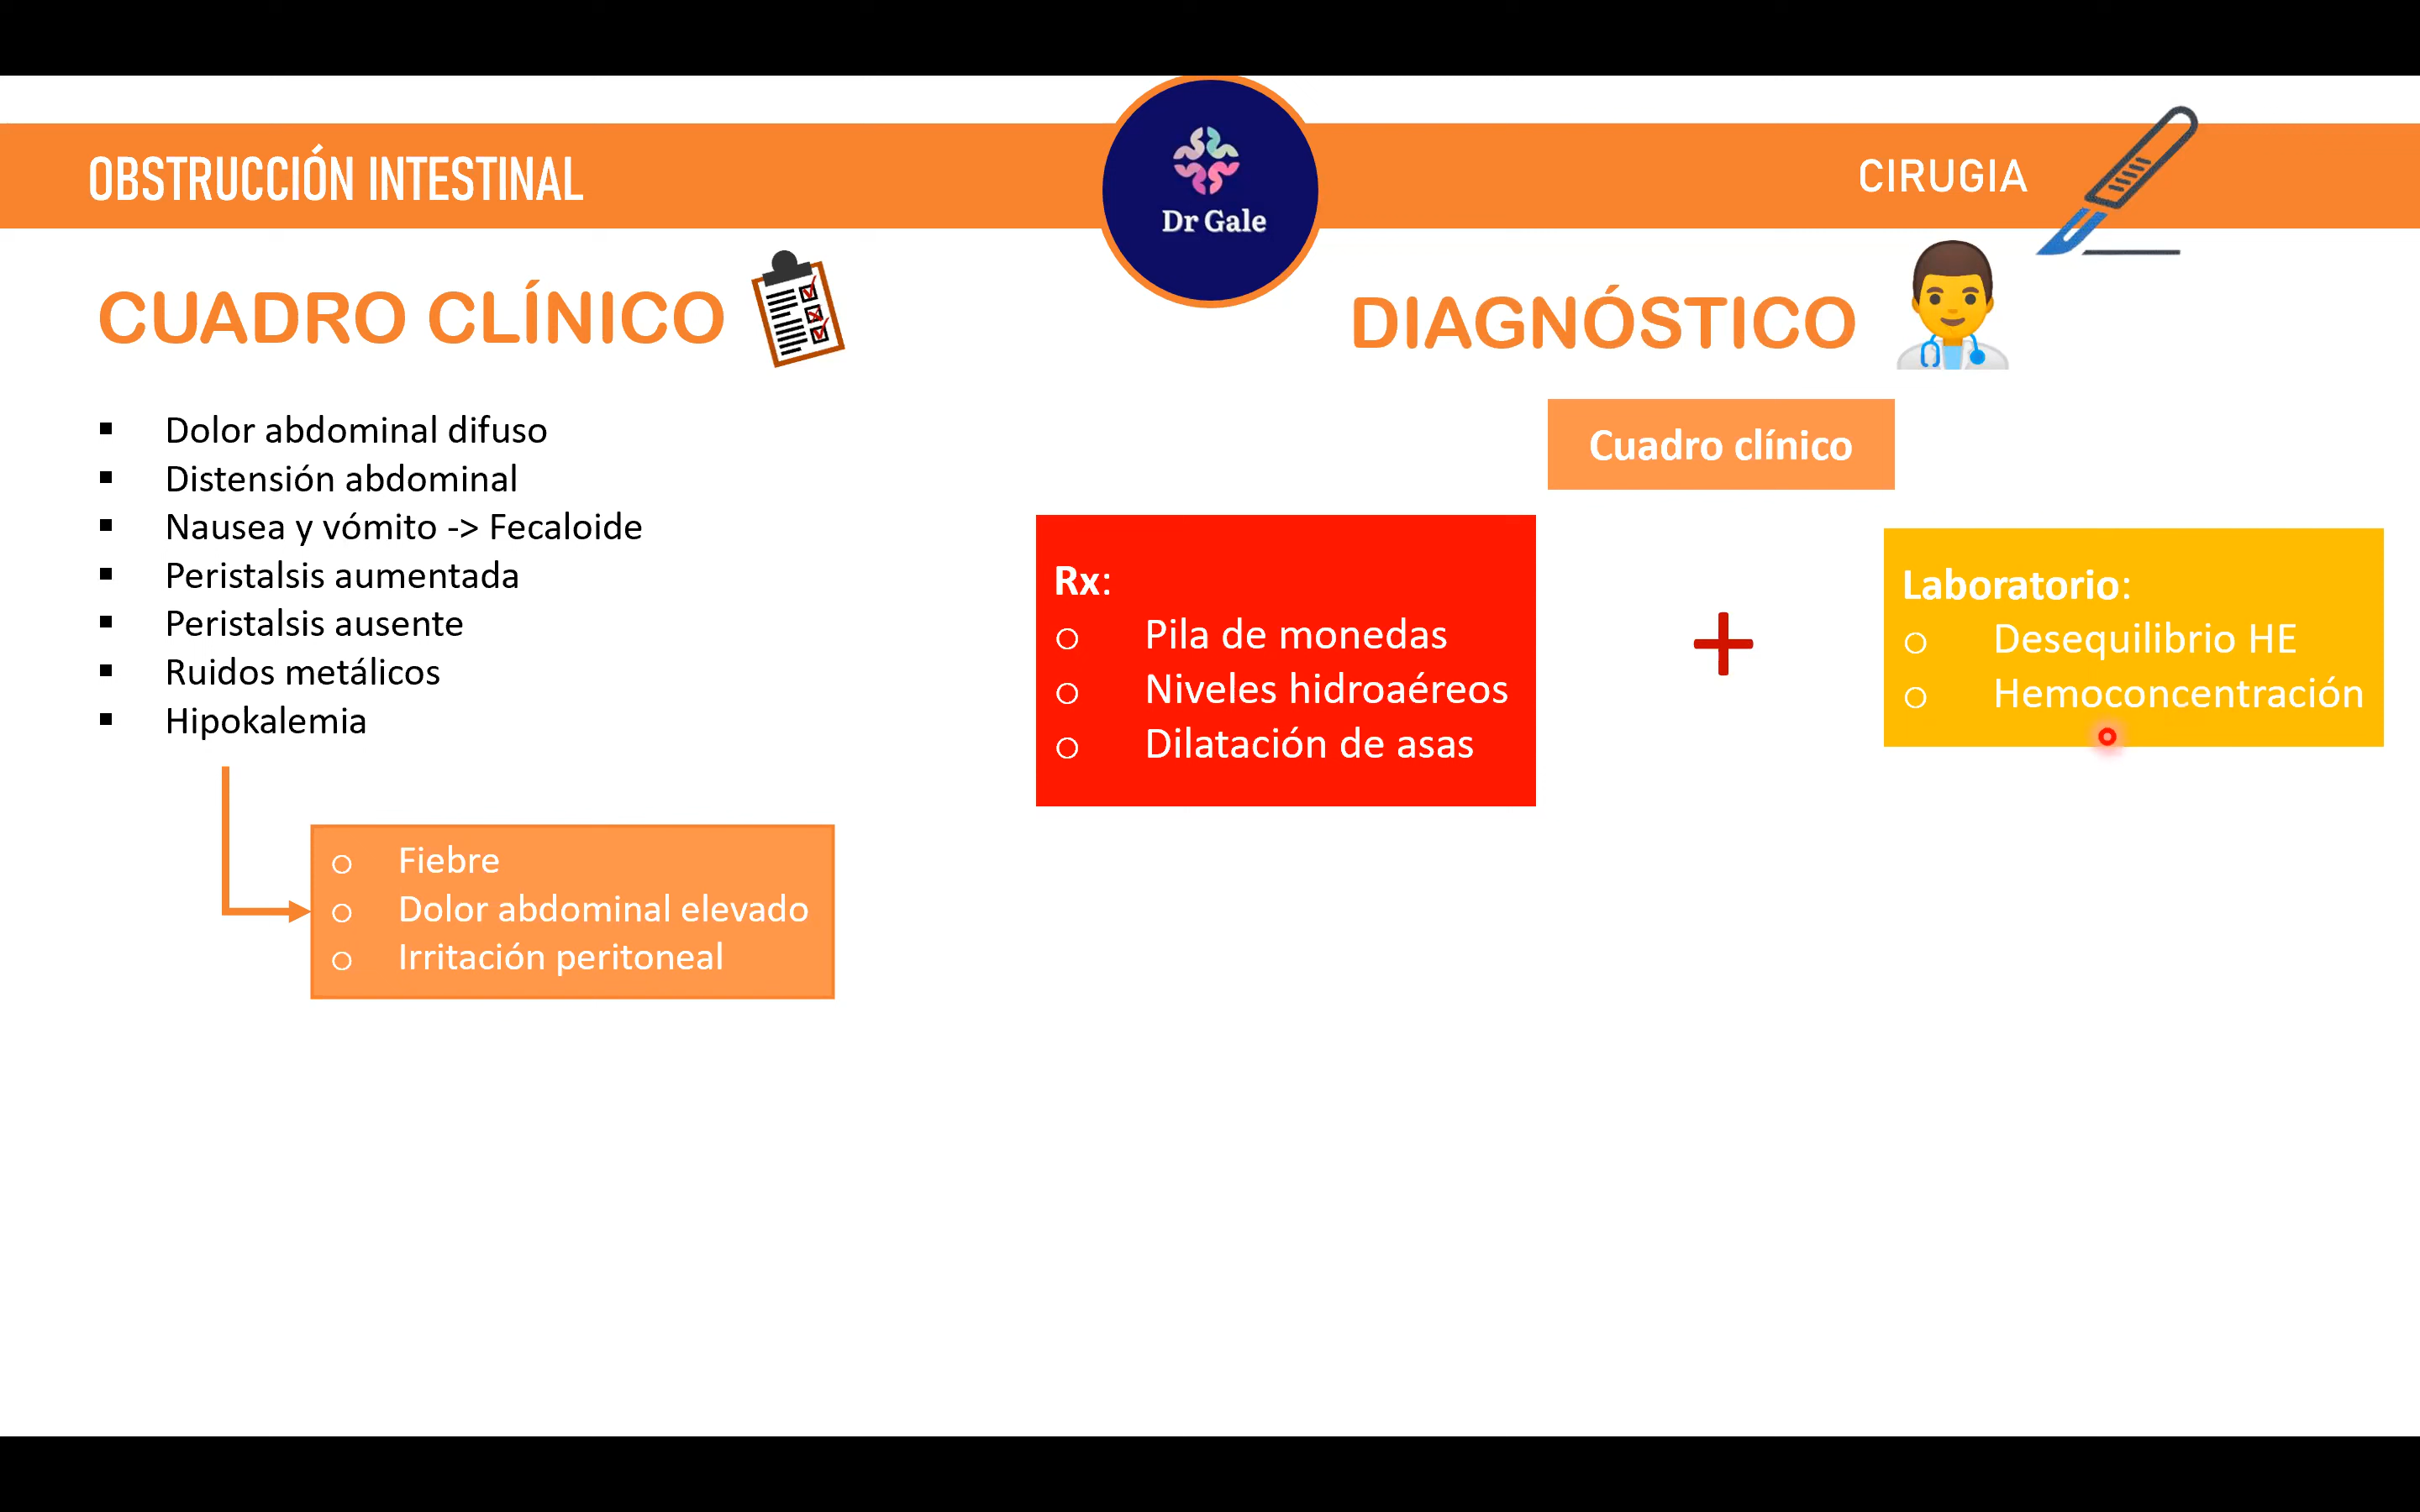 OBSTRUCCIÓN INTESTINAL
Dr Gale
CIRUGIA
CUADRO CLÍNICO
▪ Dolor abdominal difuso
▪ Distensión abdominal
▪ Nausea y vómito -> Fecaloide
▪ Peristalsis aumentada
▪ Peristalsis ausente
▪ Ruidos metálicos
▪ Hipokalemia
o Fiebre
o Dolor abdominal elevado
o Irritación peritoneal
DIAGNÓSTICO
Cuadro clínico
Rx:
o Pila de monedas
o Niveles hidroaéreos
o Dilatación de asas
+
Laboratorio:
o Desequilibrio HE
o Hemoconcentración